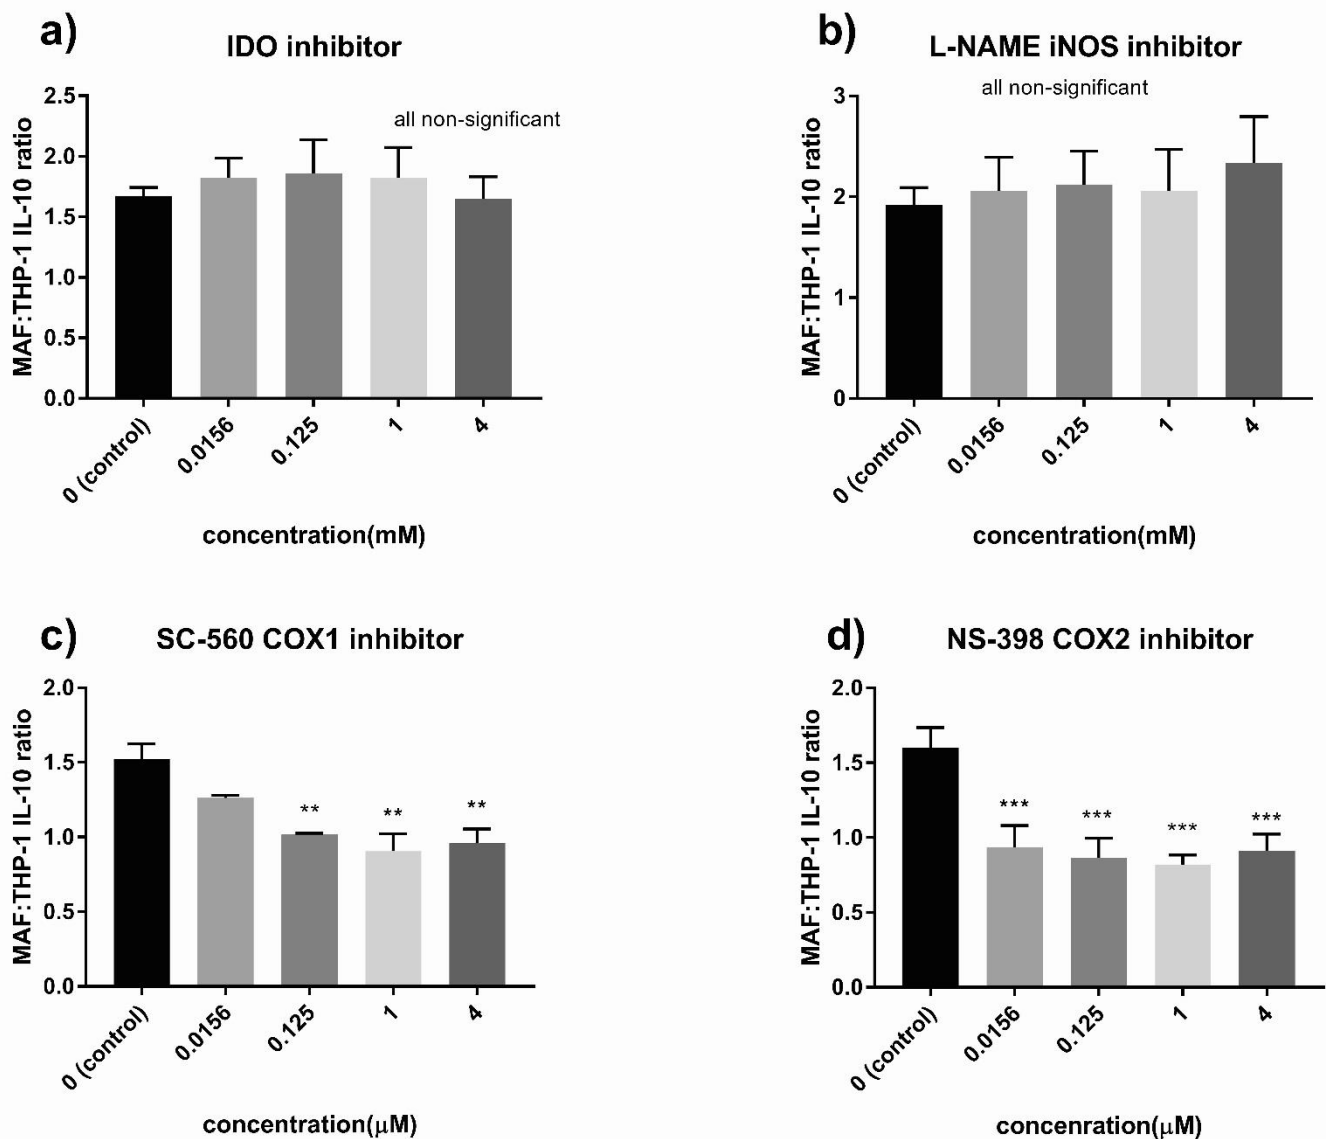 a)
IDO inhibitor
all non-significant
MAF:THP-1 IL-10 ratio
2.5
2.0
1.5
1.0
0.5
0.0
0 (control)
0.0156
0.125
1
4
concentration(mM)
b)
L-NAME iNOS inhibitor
all non-significant
MAF:THP-1 IL-10 ratio
3
2
1
0
0 (control)
0.0156
0.125
1
4
concentration(mM)
c)
SC-560 COX1 inhibitor
MAF:THP-1 IL-10 ratio
2.0
1.5
1.0
0.5
0.0
**
**
**
0 (control)
0.0156
0.125
1
4
concentration(μM)
d)
NS-398 COX2 inhibitor
MAF:THP-1 IL-10 ratio
2.0
1.5
1.0
0.5
0.0
***
***
***
***
0 (control)
0.0156
0.125
1
4
concenration(μM)